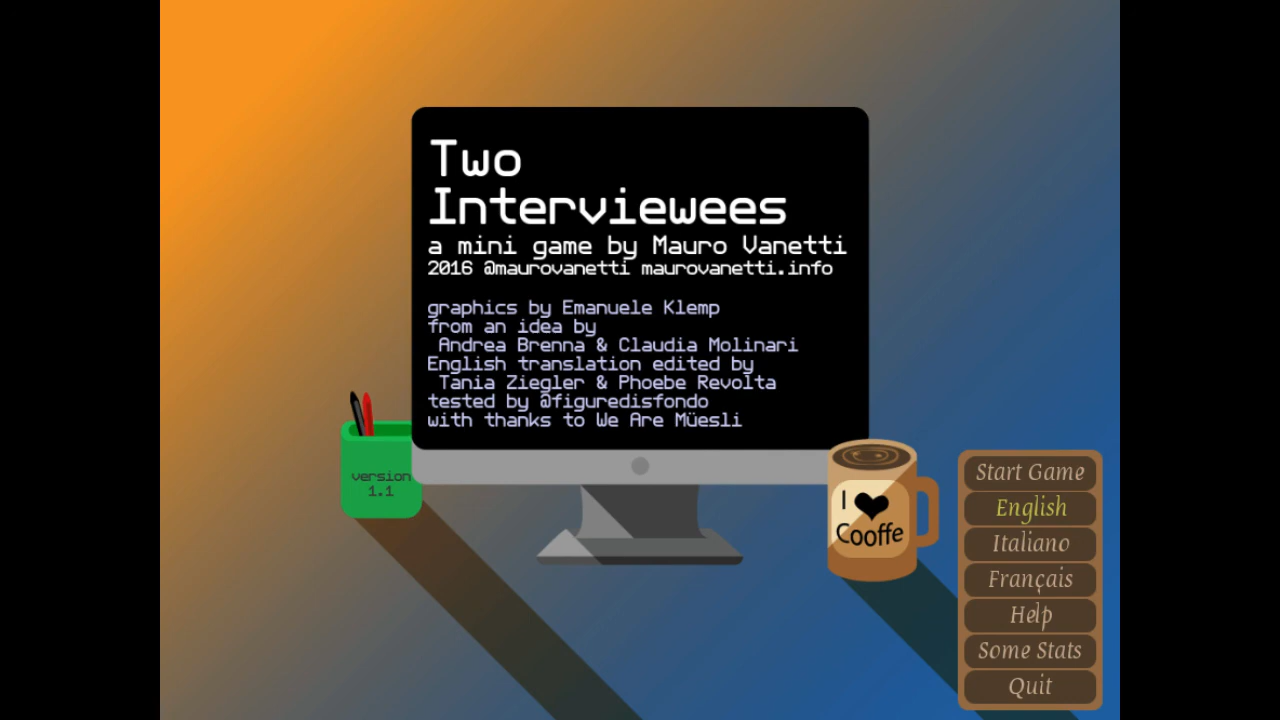 Two
Interviewees
a mini game by Mauro Vanetti
2016 @maurovanetti maurovanetti.info
graphics by Emanuele Klemp
from an idea by
Andrea Brenna & Claudia Molinari
English translation edited by
Tania Ziegler & Phoebe Revolta
tested by @figuredisfondo
with thanks to We Are Müesli
version
1.1
I ♥
Cooffe
Start Game
English
Italiano
Français
Help
Some Stats
Quit